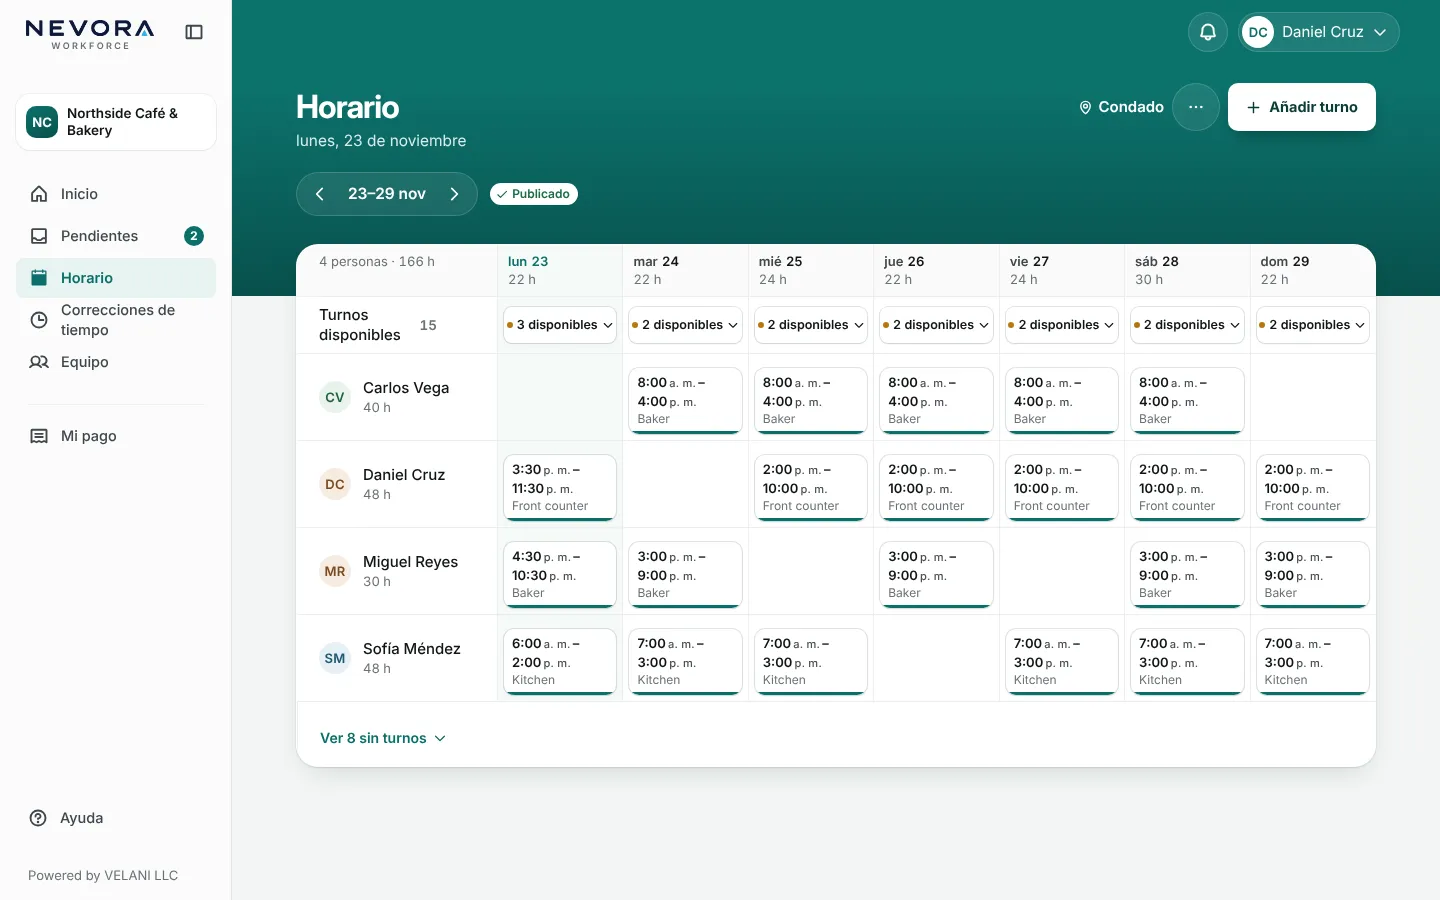 NEVORA
WORKFORCE
DC Daniel Cruz
NC Northside Café &
Bakery
Inicio
Pendientes 2
Horario
Correcciones de
tiempo
Equipo
Mi pago
Ayuda
Powered by VELANI LLC
Horario
lunes, 23 de noviembre
Condado
Añadir turno
23–29 nov
Publicado
4 personas · 166 h
lun 23
22 h
mar 24
22 h
mié 25
24 h
jue 26
22 h
vie 27
24 h
sáb 28
30 h
dom 29
22 h
Turnos
disponibles 15
3 disponibles
2 disponibles
2 disponibles
2 disponibles
2 disponibles
2 disponibles
2 disponibles
CV Carlos Vega
40 h
8:00 a. m. –
4:00 p. m.
Baker
8:00 a. m. –
4:00 p. m.
Baker
8:00 a. m. –
4:00 p. m.
Baker
8:00 a. m. –
4:00 p. m.
Baker
8:00 a. m. –
4:00 p. m.
Baker
DC Daniel Cruz
48 h
3:30 p. m. –
11:30 p. m.
Front counter
2:00 p. m. –
10:00 p. m.
Front counter
2:00 p. m. –
10:00 p. m.
Front counter
2:00 p. m. –
10:00 p. m.
Front counter
2:00 p. m. –
10:00 p. m.
Front counter
2:00 p. m. –
10:00 p. m.
Front counter
MR Miguel Reyes
30 h
4:30 p. m. –
10:30 p. m.
Baker
3:00 p. m. –
9:00 p. m.
Baker
3:00 p. m. –
9:00 p. m.
Baker
3:00 p. m. –
9:00 p. m.
Baker
3:00 p. m. –
9:00 p. m.
Baker
SM Sofía Méndez
48 h
6:00 a. m. –
2:00 p. m.
Kitchen
7:00 a. m. –
3:00 p. m.
Kitchen
7:00 a. m. –
3:00 p. m.
Kitchen
7:00 a. m. –
3:00 p. m.
Kitchen
7:00 a. m. –
3:00 p. m.
Kitchen
7:00 a. m. –
3:00 p. m.
Kitchen
Ver 8 sin turnos